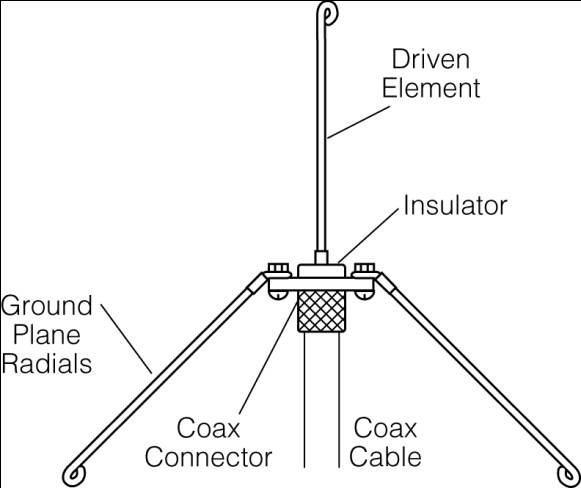 Driven
Element
Insulator
Ground
Plane
Radials
Coax
Connector
Coax
Cable